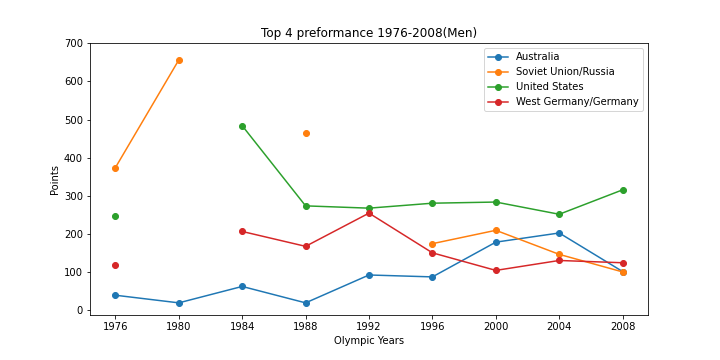 Top 4 preformance 1976-2008(Men)
Australia
Soviet Union/Russia
United States
West Germany/Germany
Points
700
600
500
400
300
200
100
0
1976 1980 1984 1988 1992 1996 2000 2004 2008
Olympic Years